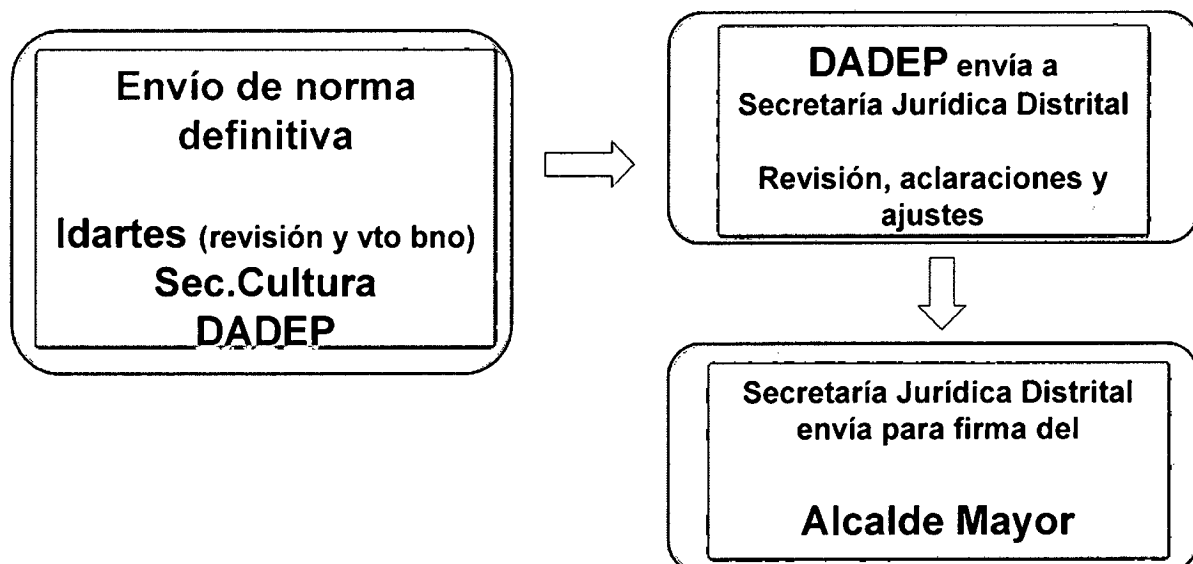 Envío de norma
definitiva
Idartes (revisión y vto bno)
Sec.Cultura
DADEP
DADEP envía a
Secretaría Jurídica Distrital
Revisión, aclaraciones y
ajustes
Secretaría Jurídica Distrital
envía para firma del
Alcalde Mayor